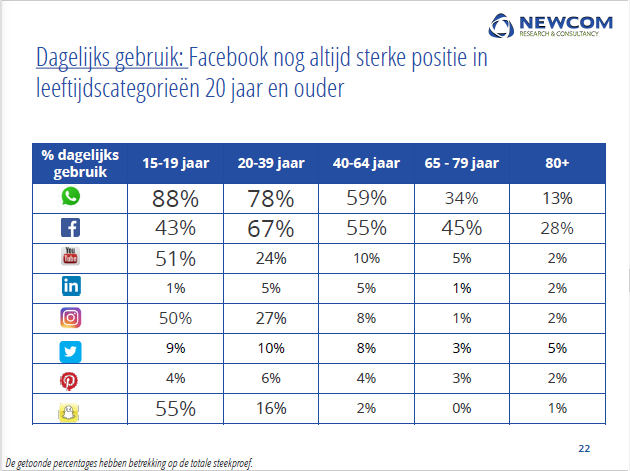 NEWCOM
RESEARCH & CONSULTANCY
Dagelijks gebruik: Facebook nog altijd sterke positie in
leeftijdscategorieën 20 jaar en ouder
% dagelijks gebruik 15-19 jaar 20-39 jaar 40-64 jaar 65 - 79 jaar 80+
88% 78% 59% 34% 13%
f 43% 67% 55% 45% 28%
You Tube 51% 24% 10% 5% 2%
in 1% 5% 5% 1% 2%
50% 27% 8% 1% 2%
9% 10% 8% 3% 5%
4% 6% 4% 3% 2%
55% 16% 2% 0% 1%
22
De getoonde percentages hebben betrekking op de totale steekproef.